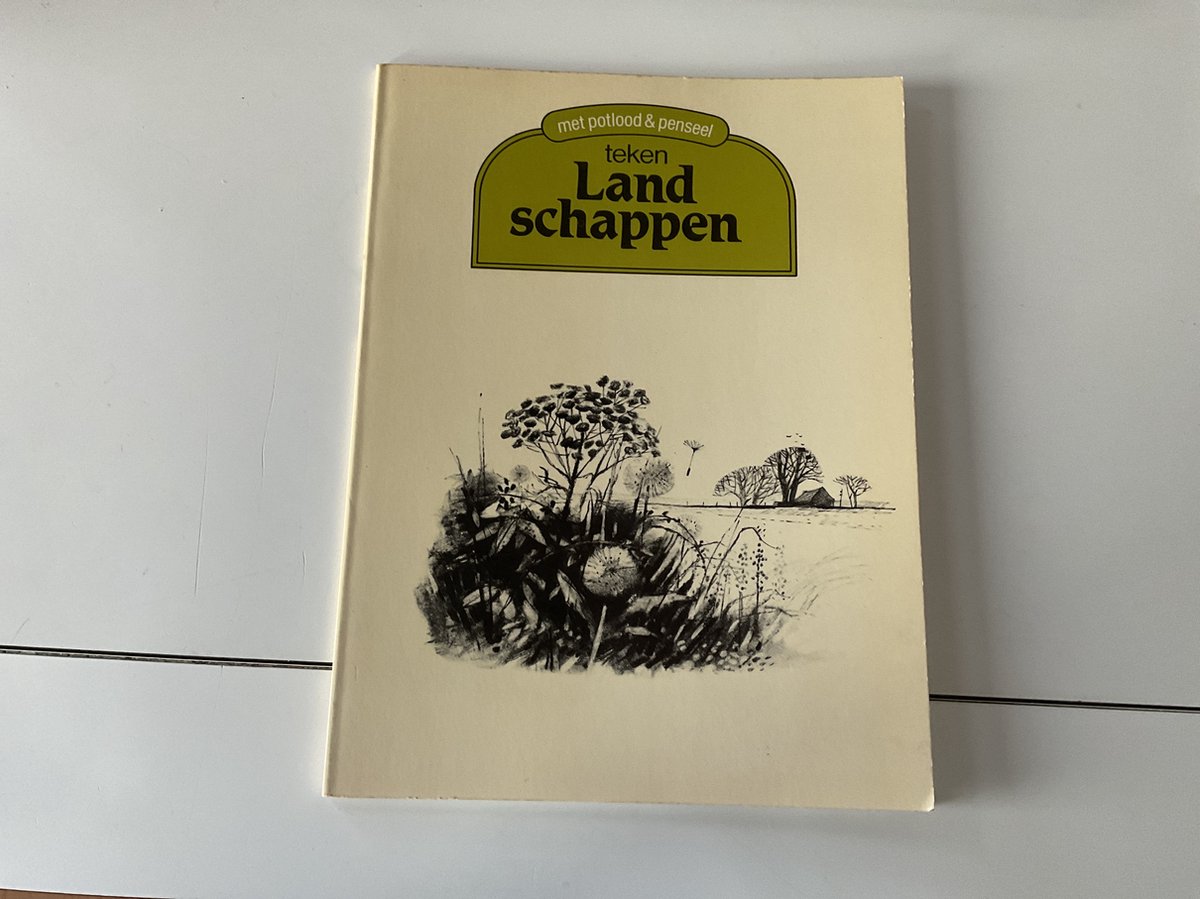 met potlood & penseel
teken
Land
schappen